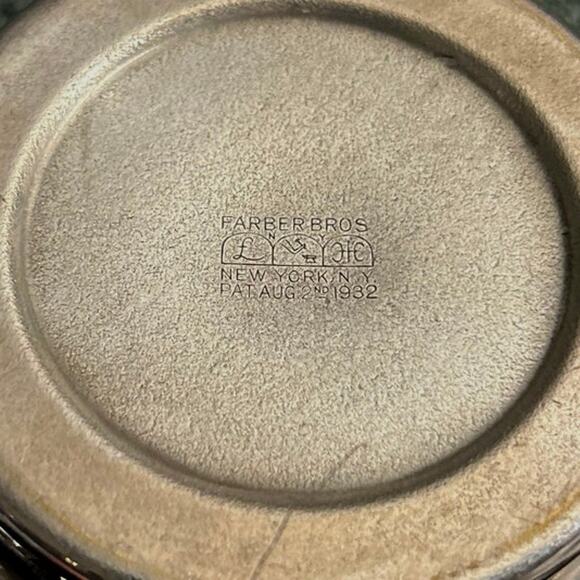 FARBER BROS
N Y
NEW YORK, N.Y.
PAT. AUG. 2ND 1932